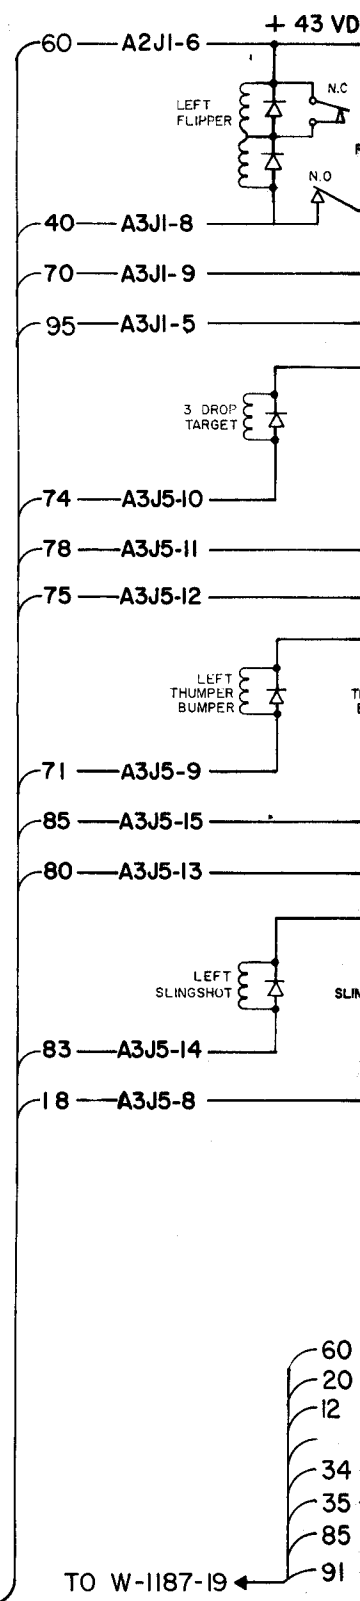 + 43 VD
60 A2J1-6
N.C
LEFT
FLIPPER
N.O
40 A3J1-8
70 A3J1-9
95 A3J1-5
3 DROP
TARGET
74 A3J5-10
78 A3J5-11
75 A3J5-12
LEFT
THUMPER
BUMPER
71 A3J5-9
85 A3J5-15
80 A3J5-13
LEFT
SLINGSHOT
SLIN
83 A3J5-14
18 A3J5-8
60
20
12
34
35
85
91
TO W-1187-19